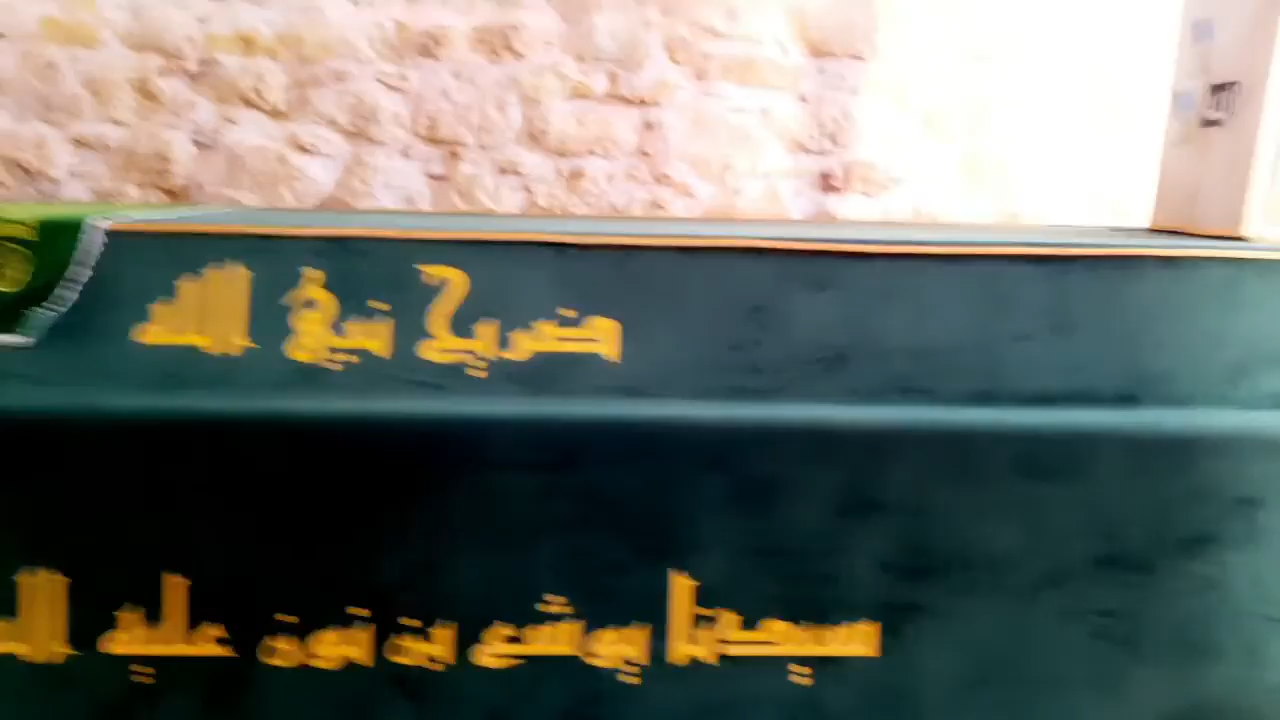 ضريح نبيُّ الله
سيدنا يوشع بن نون عليه